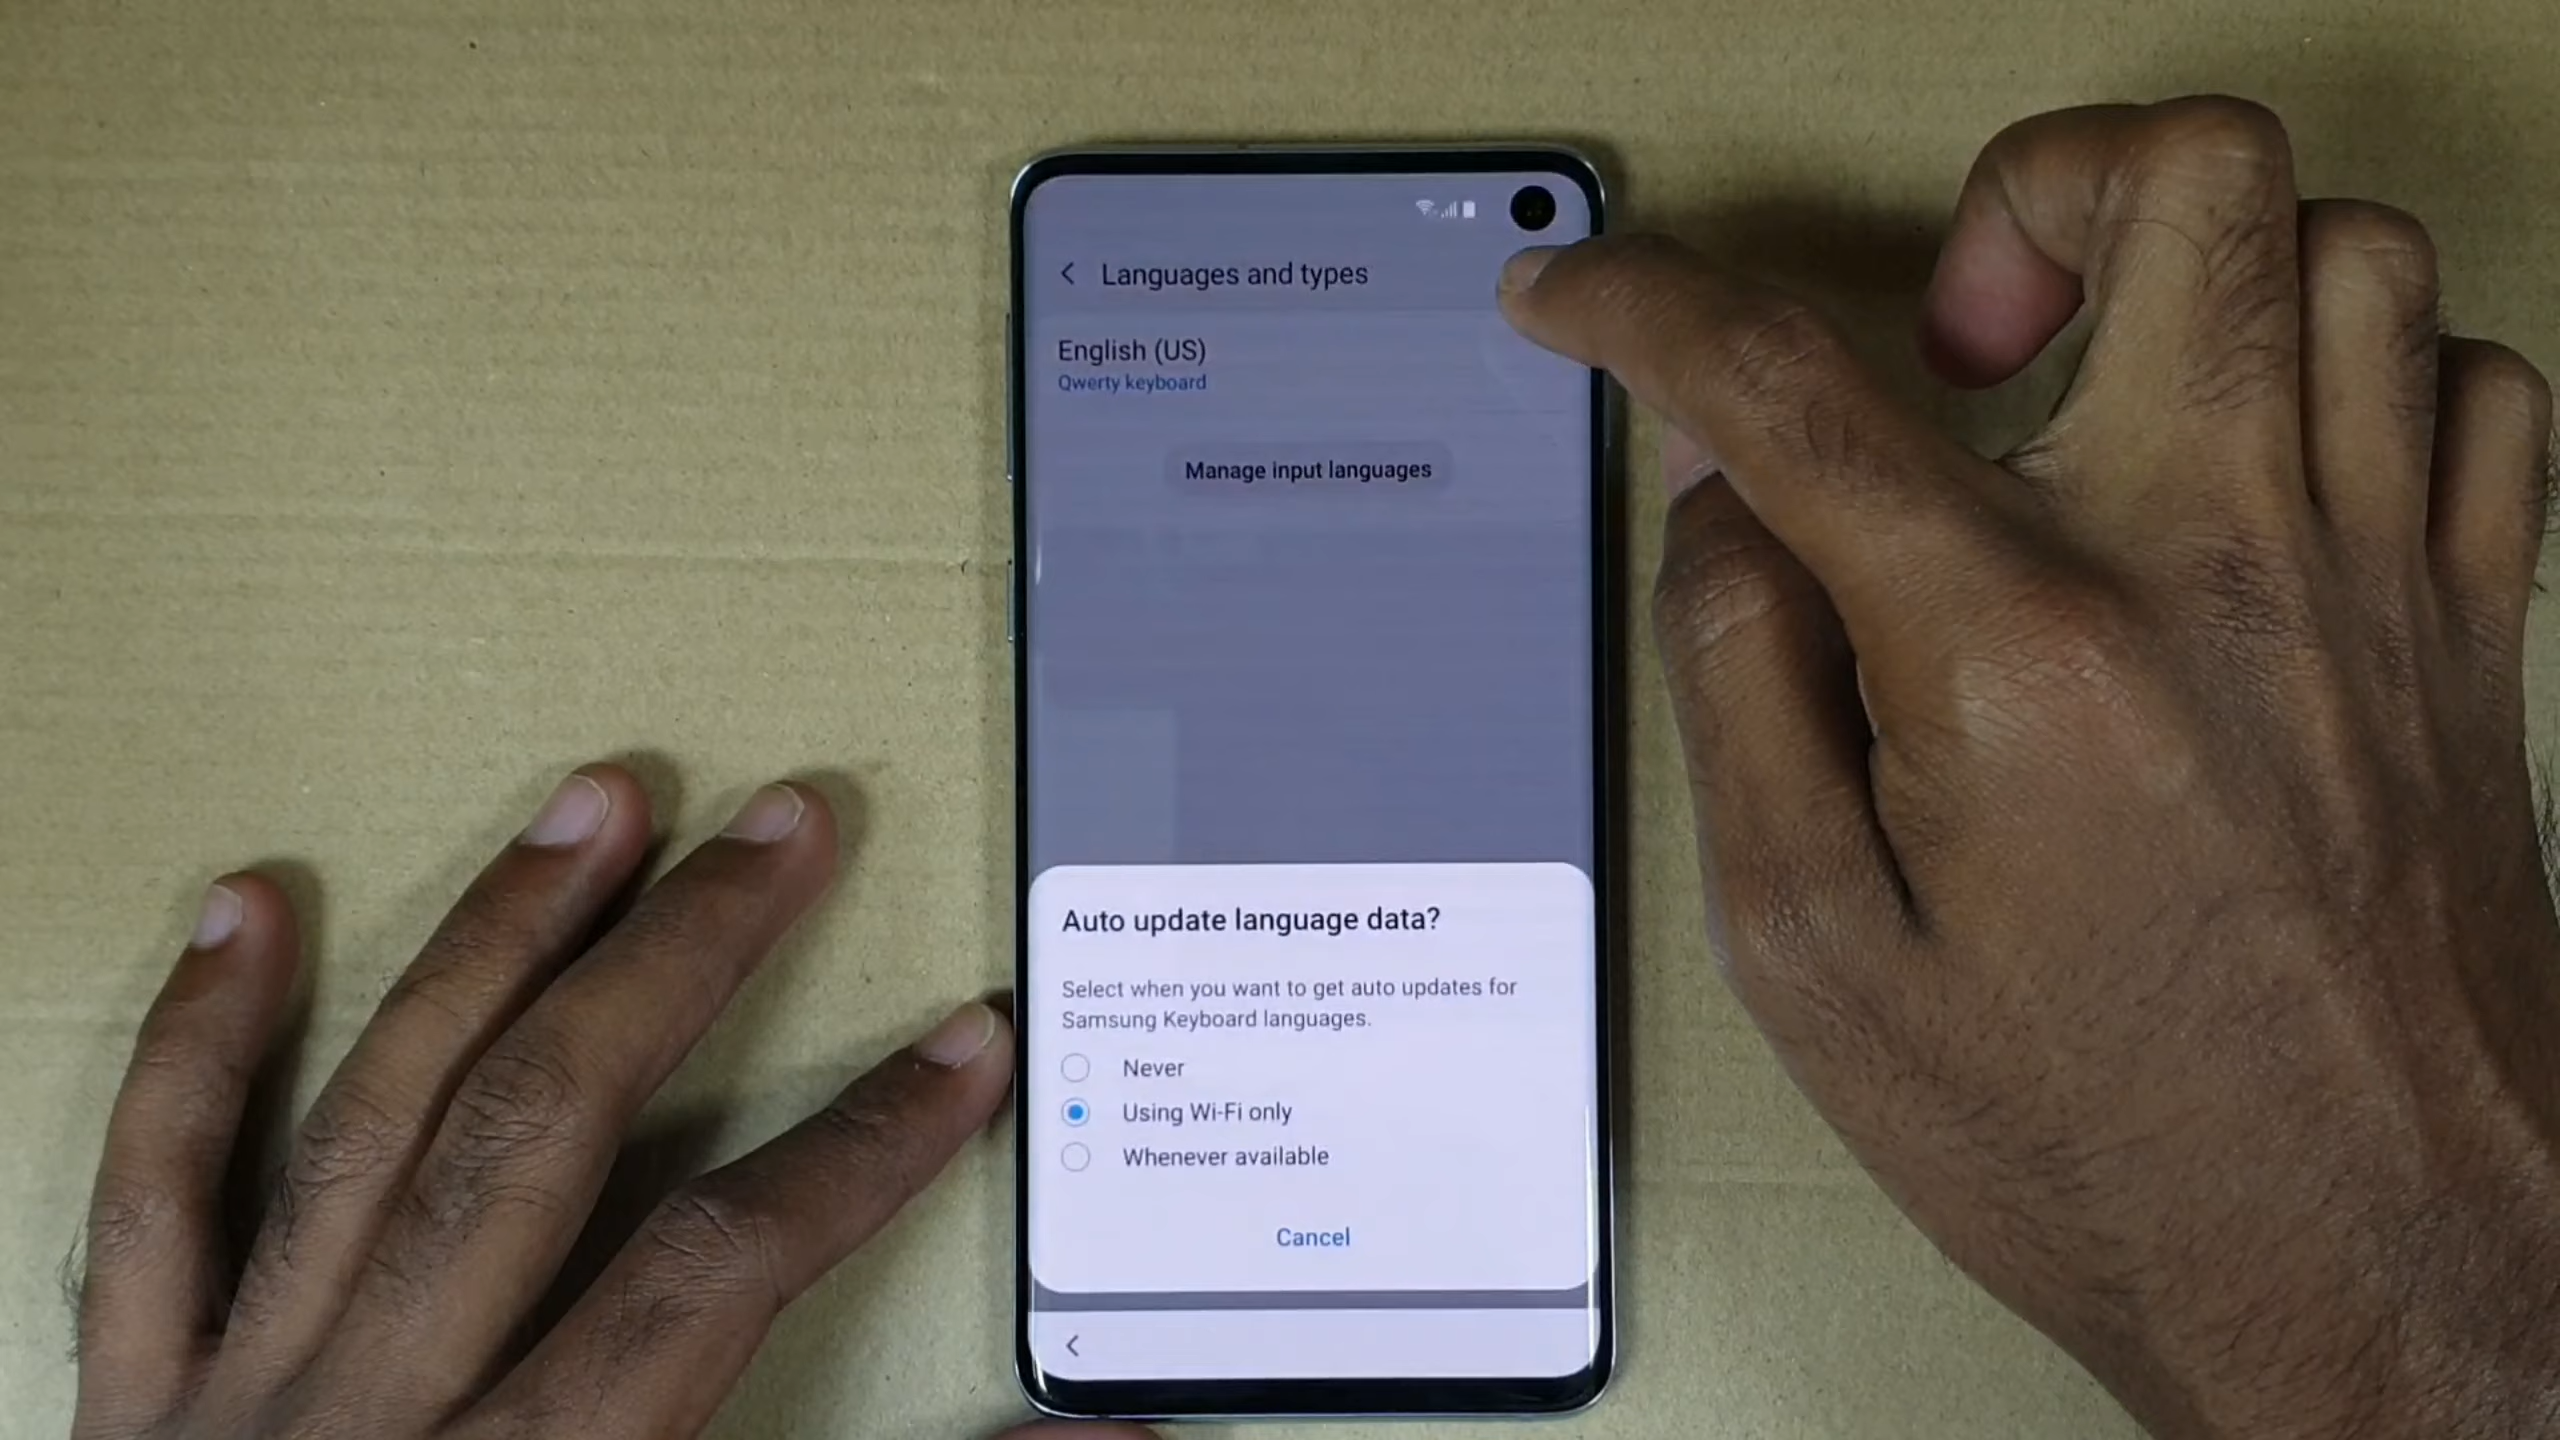 Languages and types
English (US)
Qwerty keyboard
Manage input languages
Auto update language data?
Select when you want to get auto updates for
Samsung Keyboard languages.
Never
Using Wi-Fi only
Whenever available
Cancel